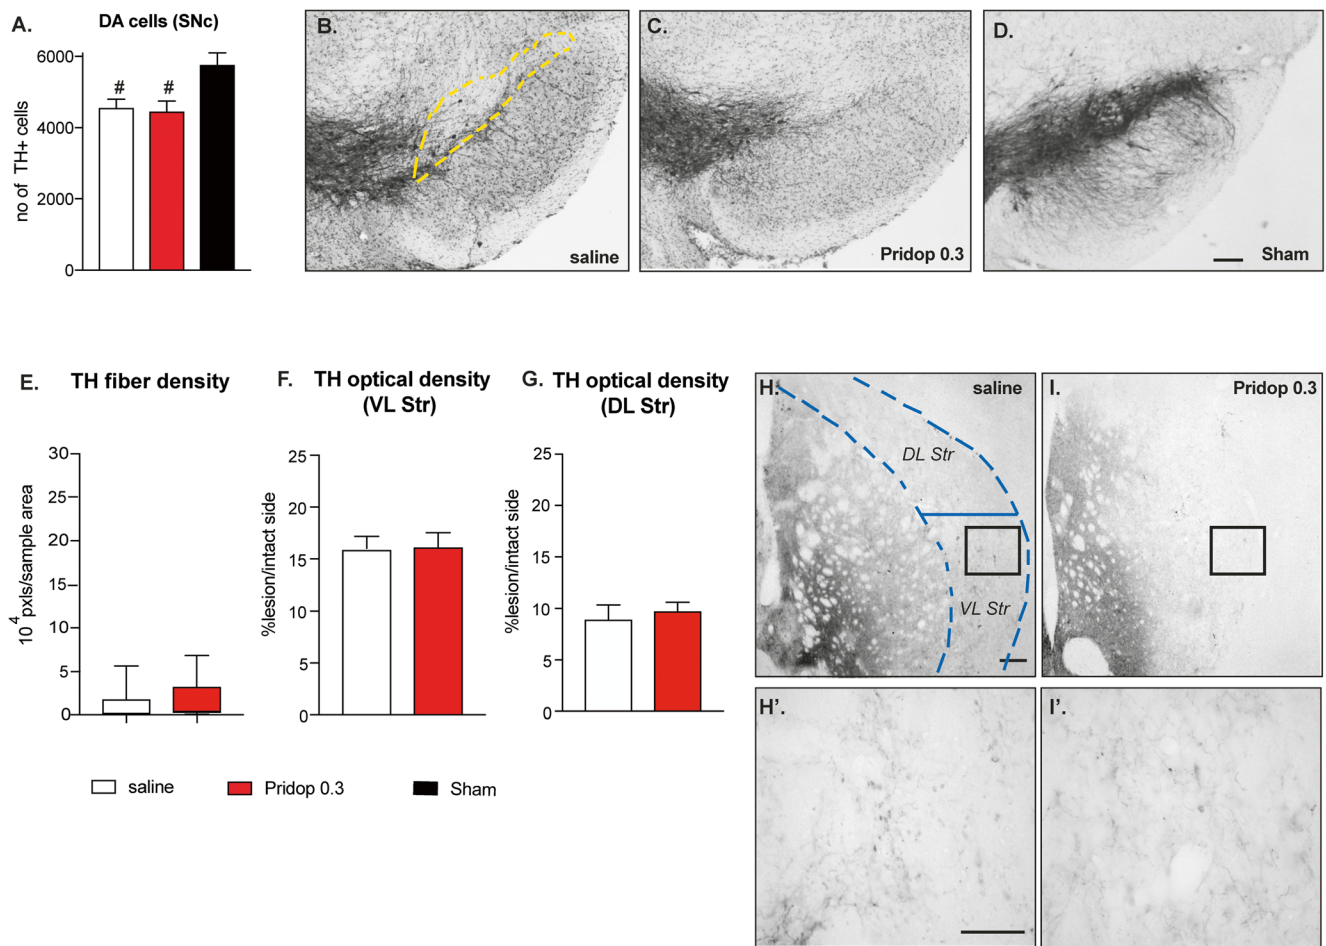 A.
DA cells (SNc)
no of TH+ cells
6000
4000
2000
0
#
#
B.
saline
C.
Pridop 0.3
D.
Sham
E.
TH fiber density
10^4 pxls/sample area
30
25
20
15
10
5
0
F.
TH optical density
(VL Str)
%lesion/intact side
25
20
15
10
5
0
G.
TH optical density
(DL Str)
%lesion/intact side
25
20
15
10
5
0
H.
saline
DL Str
VL Str
I.
Pridop 0.3
H’.
I’.
saline
Pridop 0.3
Sham